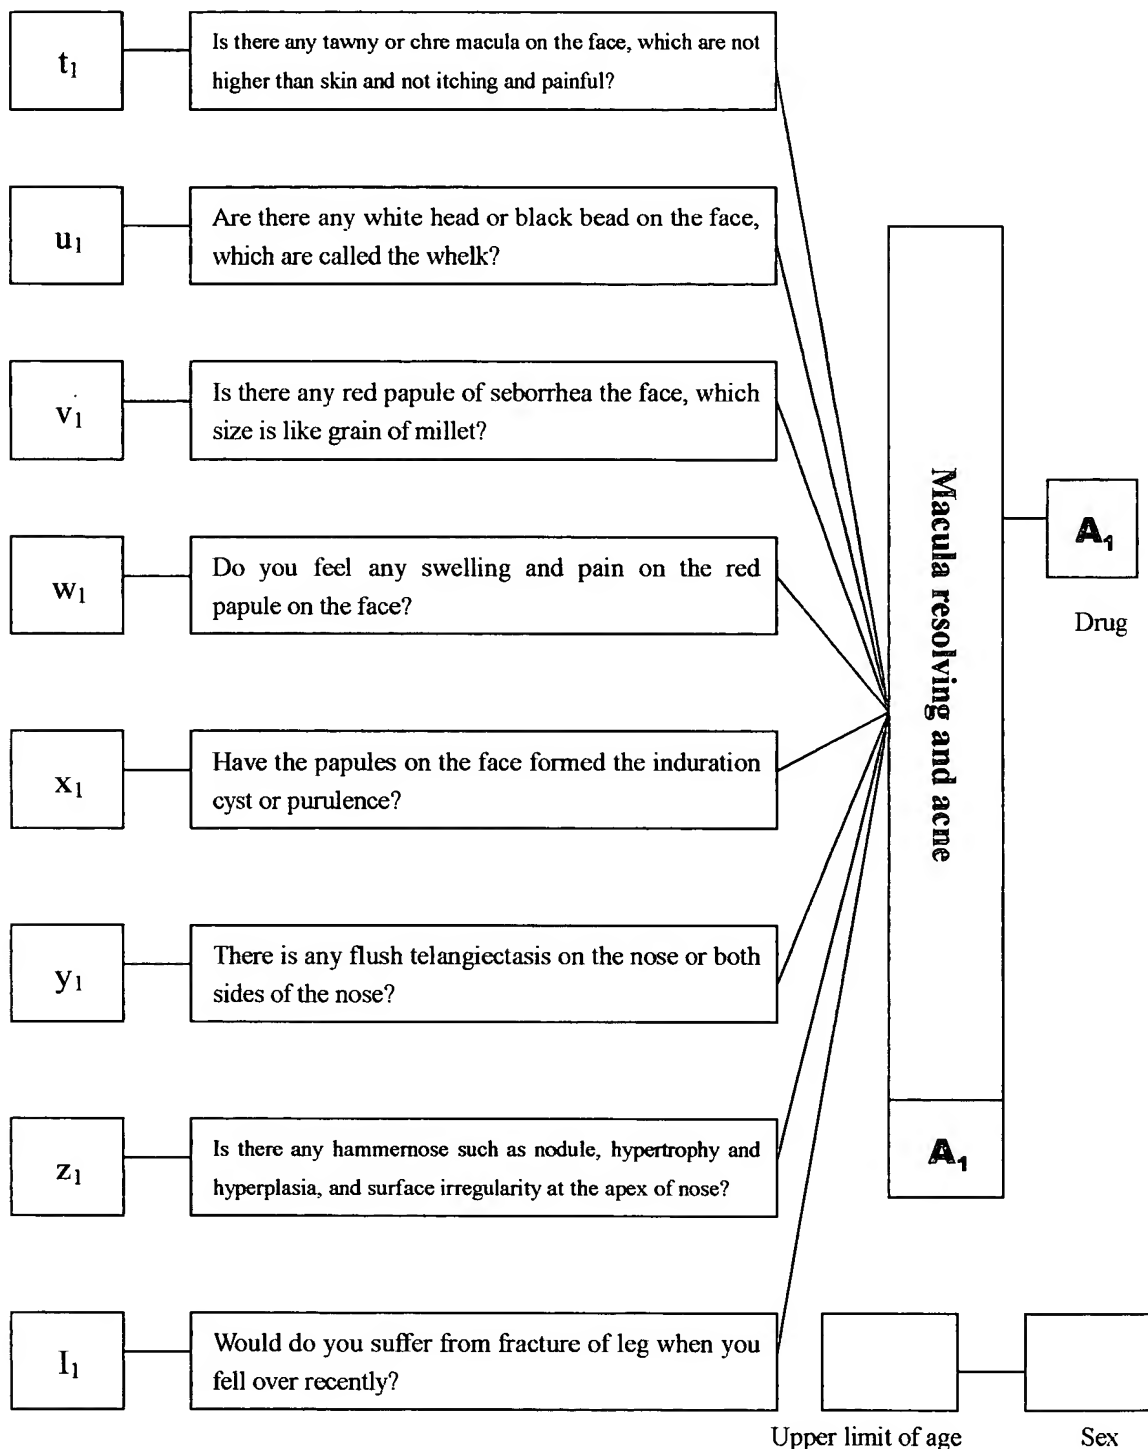 t₁
Is there any tawny or chre macula on the face, which are not
higher than skin and not itching and painful?
u₁
Are there any white head or black bead on the face,
which are called the whelk?
v₁
Is there any red papule of seborrhea the face, which
size is like grain of millet?
w₁
Do you feel any swelling and pain on the red
papule on the face?
x₁
Have the papules on the face formed the induration
cyst or purulence?
y₁
There is any flush telangiectasis on the nose or both
sides of the nose?
z₁
Is there any hammernose such as nodule, hypertrophy and
hyperplasia, and surface irregularity at the apex of nose?
I₁
Would do you suffer from fracture of leg when you
fell over recently?
Macula resolving and acne
A₁
A₁
Drug
Upper limit of age
Sex